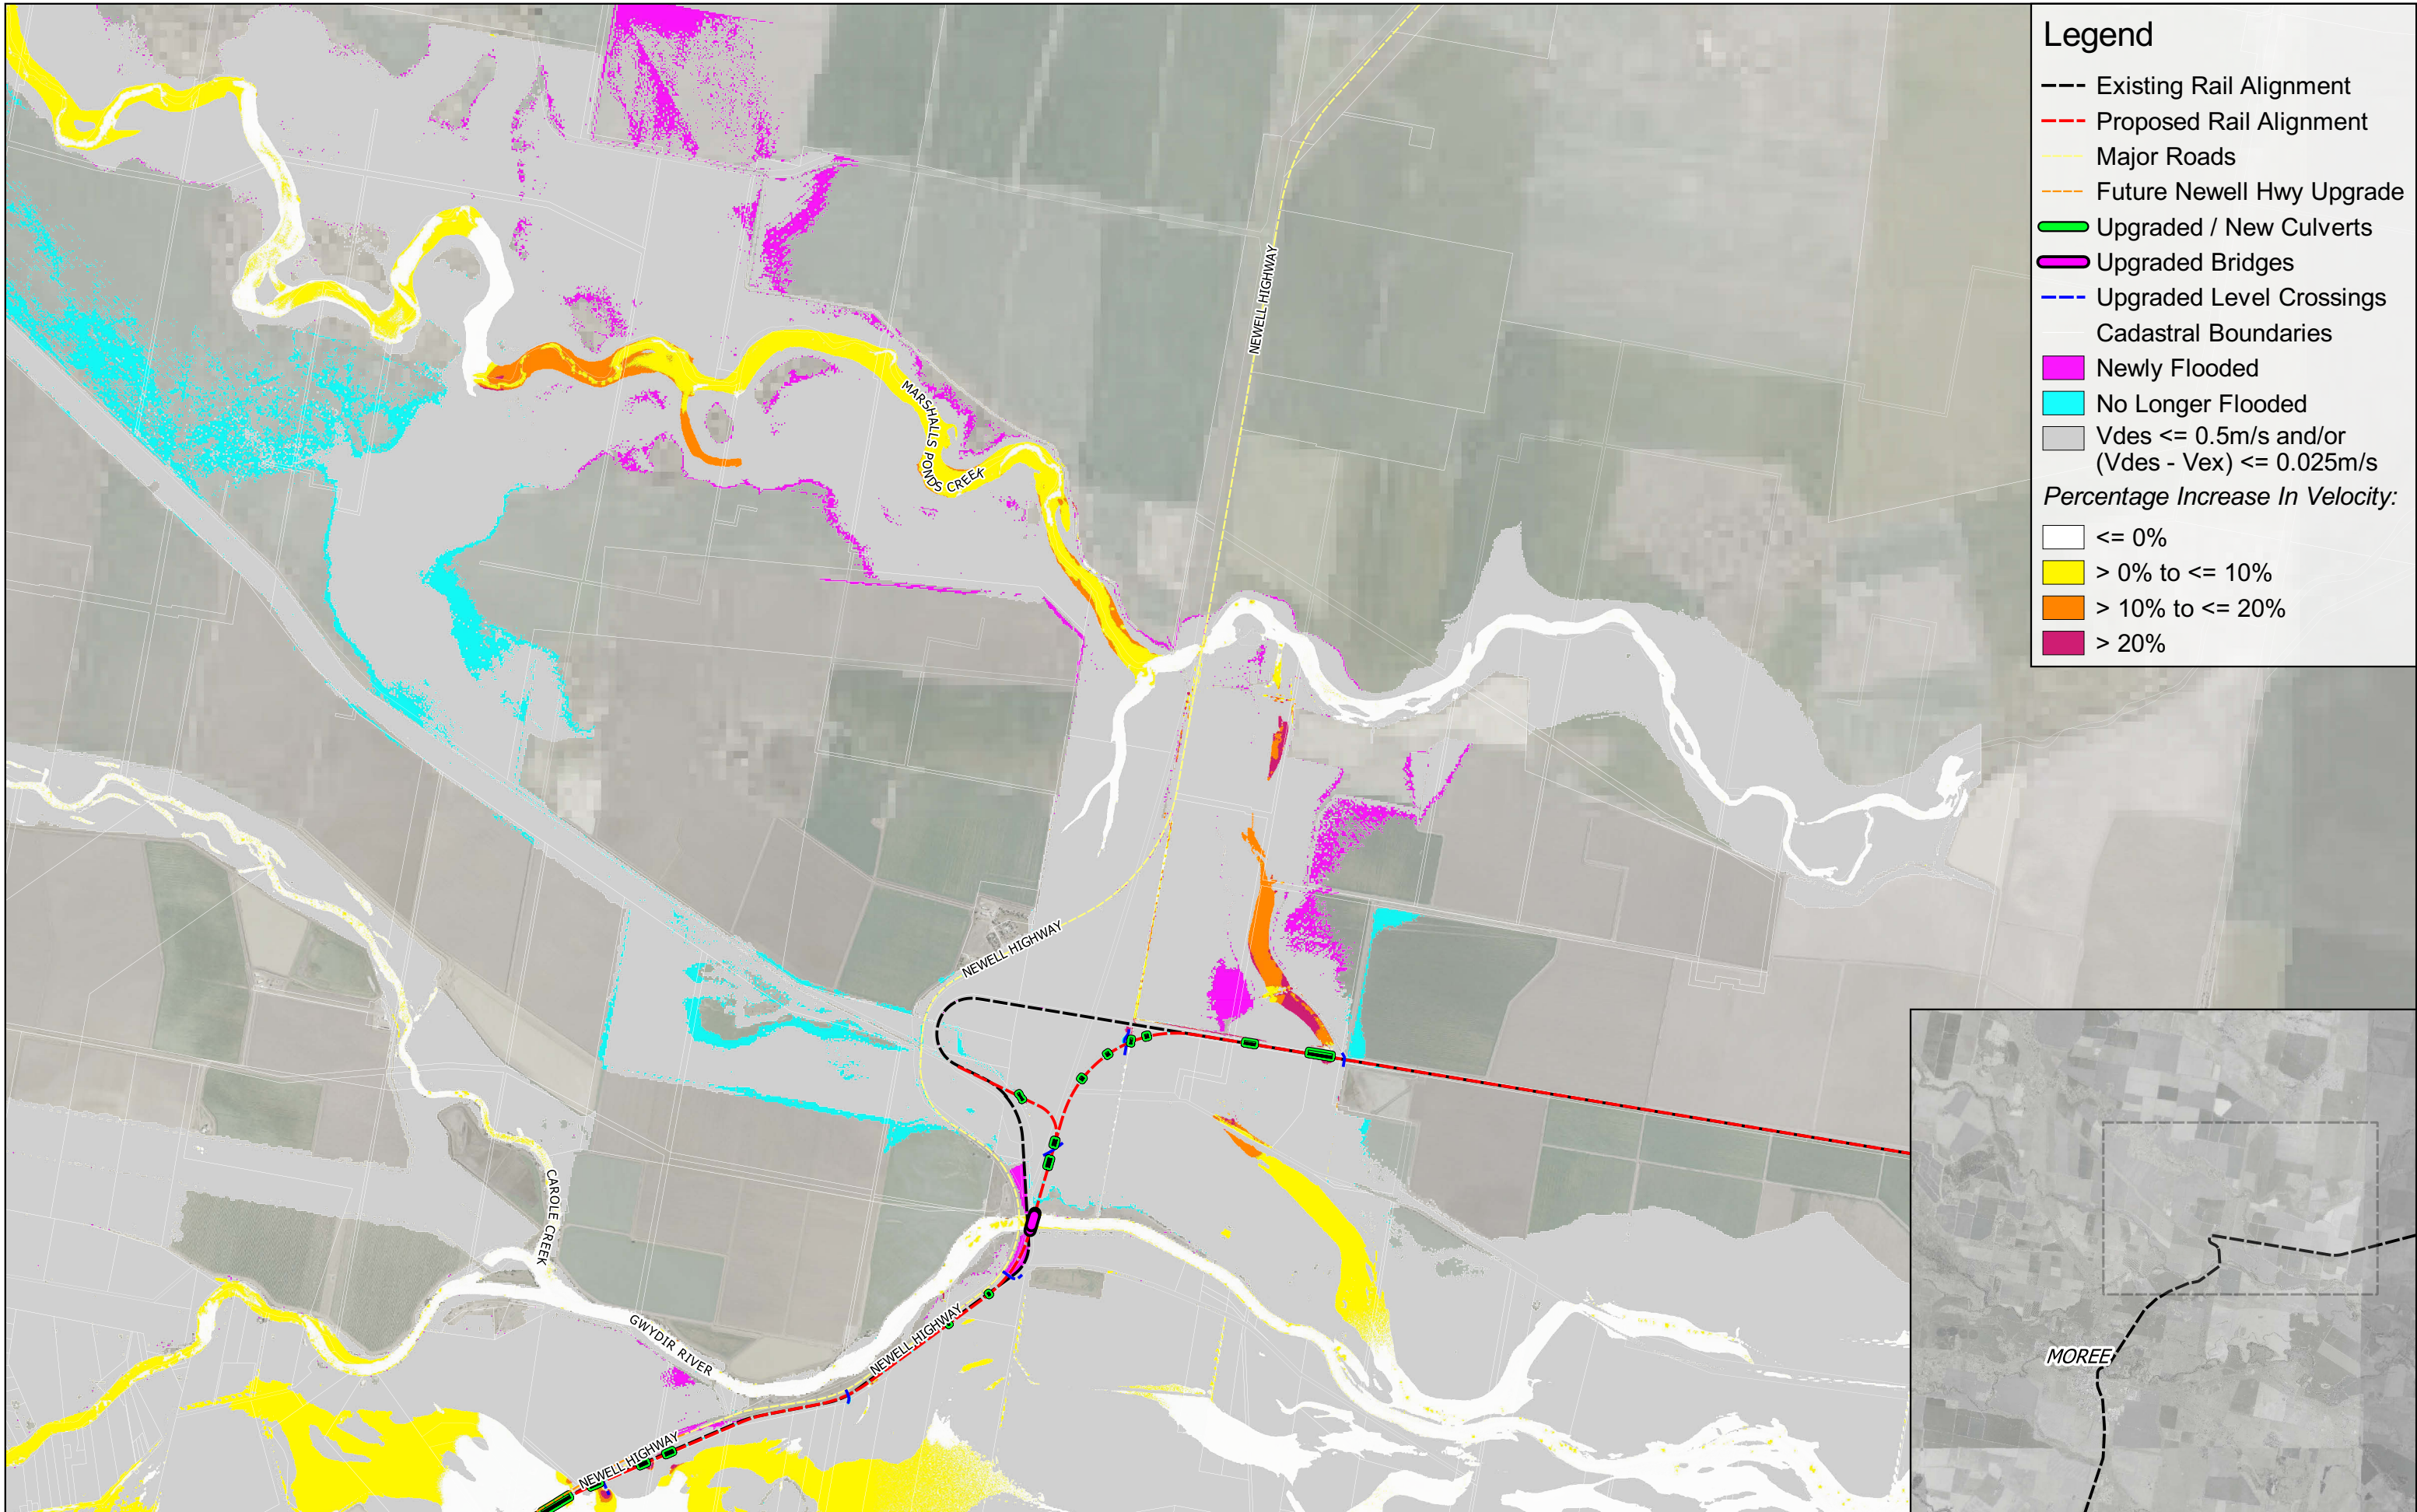 Legend
Existing Rail Alignment
Proposed Rail Alignment
Major Roads
Future Newell Hwy Upgrade
Upgraded / New Culverts
Upgraded Bridges
Upgraded Level Crossings
Cadastral Boundaries
Newly Flooded
No Longer Flooded
Vdes <= 0.5m/s and/or
(Vdes - Vex) <= 0.025m/s
Percentage Increase In Velocity:
<= 0%
> 0% to <= 10%
> 10% to <= 20%
> 20%
NEWELL HIGHWAY
MARSHALLS PONDS CREEK
NEWELL HIGHWAY
CAROLE CREEK
GWYDIR RIVER
NEWELL HIGHWAY
NEWELL HIGHWAY
MOREE